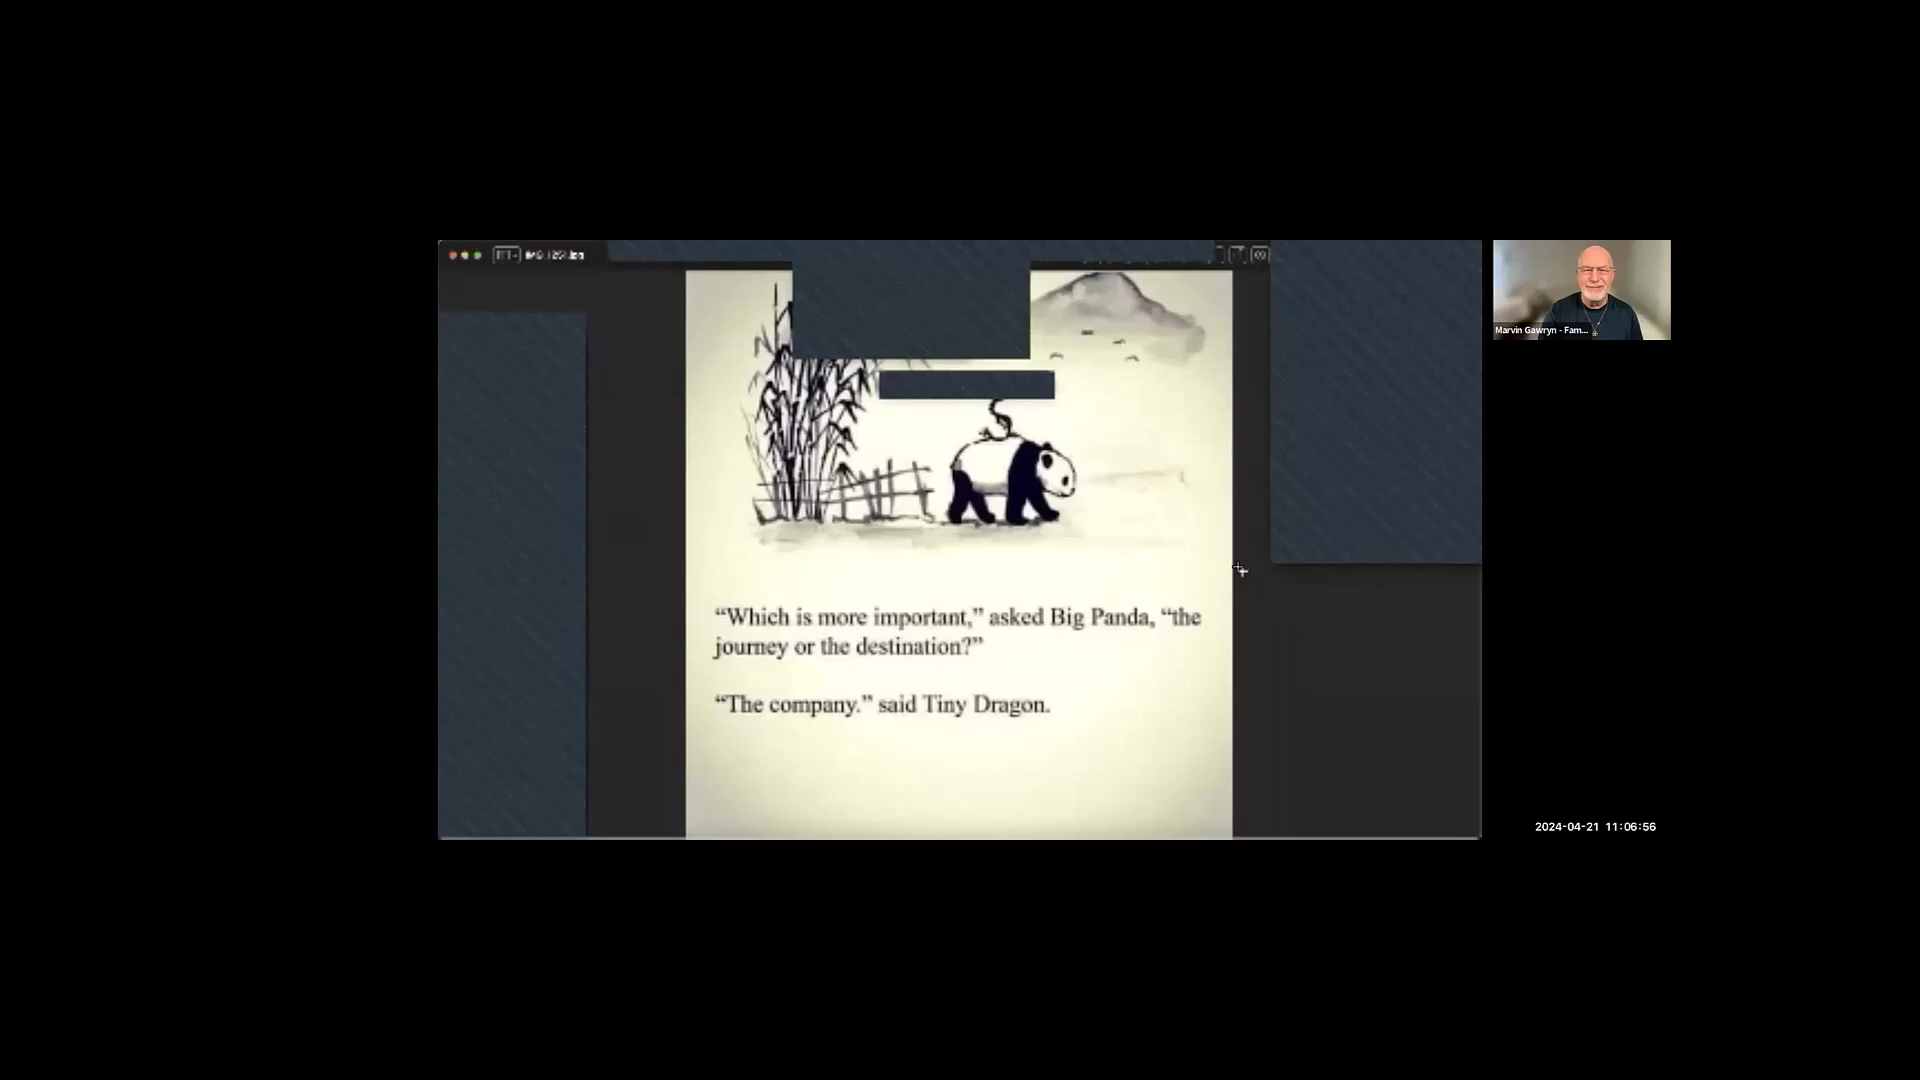 “Which is more important,” asked Big Panda, “the
journey or the destination?”
“The company.” said Tiny Dragon.
Marvin Gawryn - Fam...
2024-04-21 11:06:56